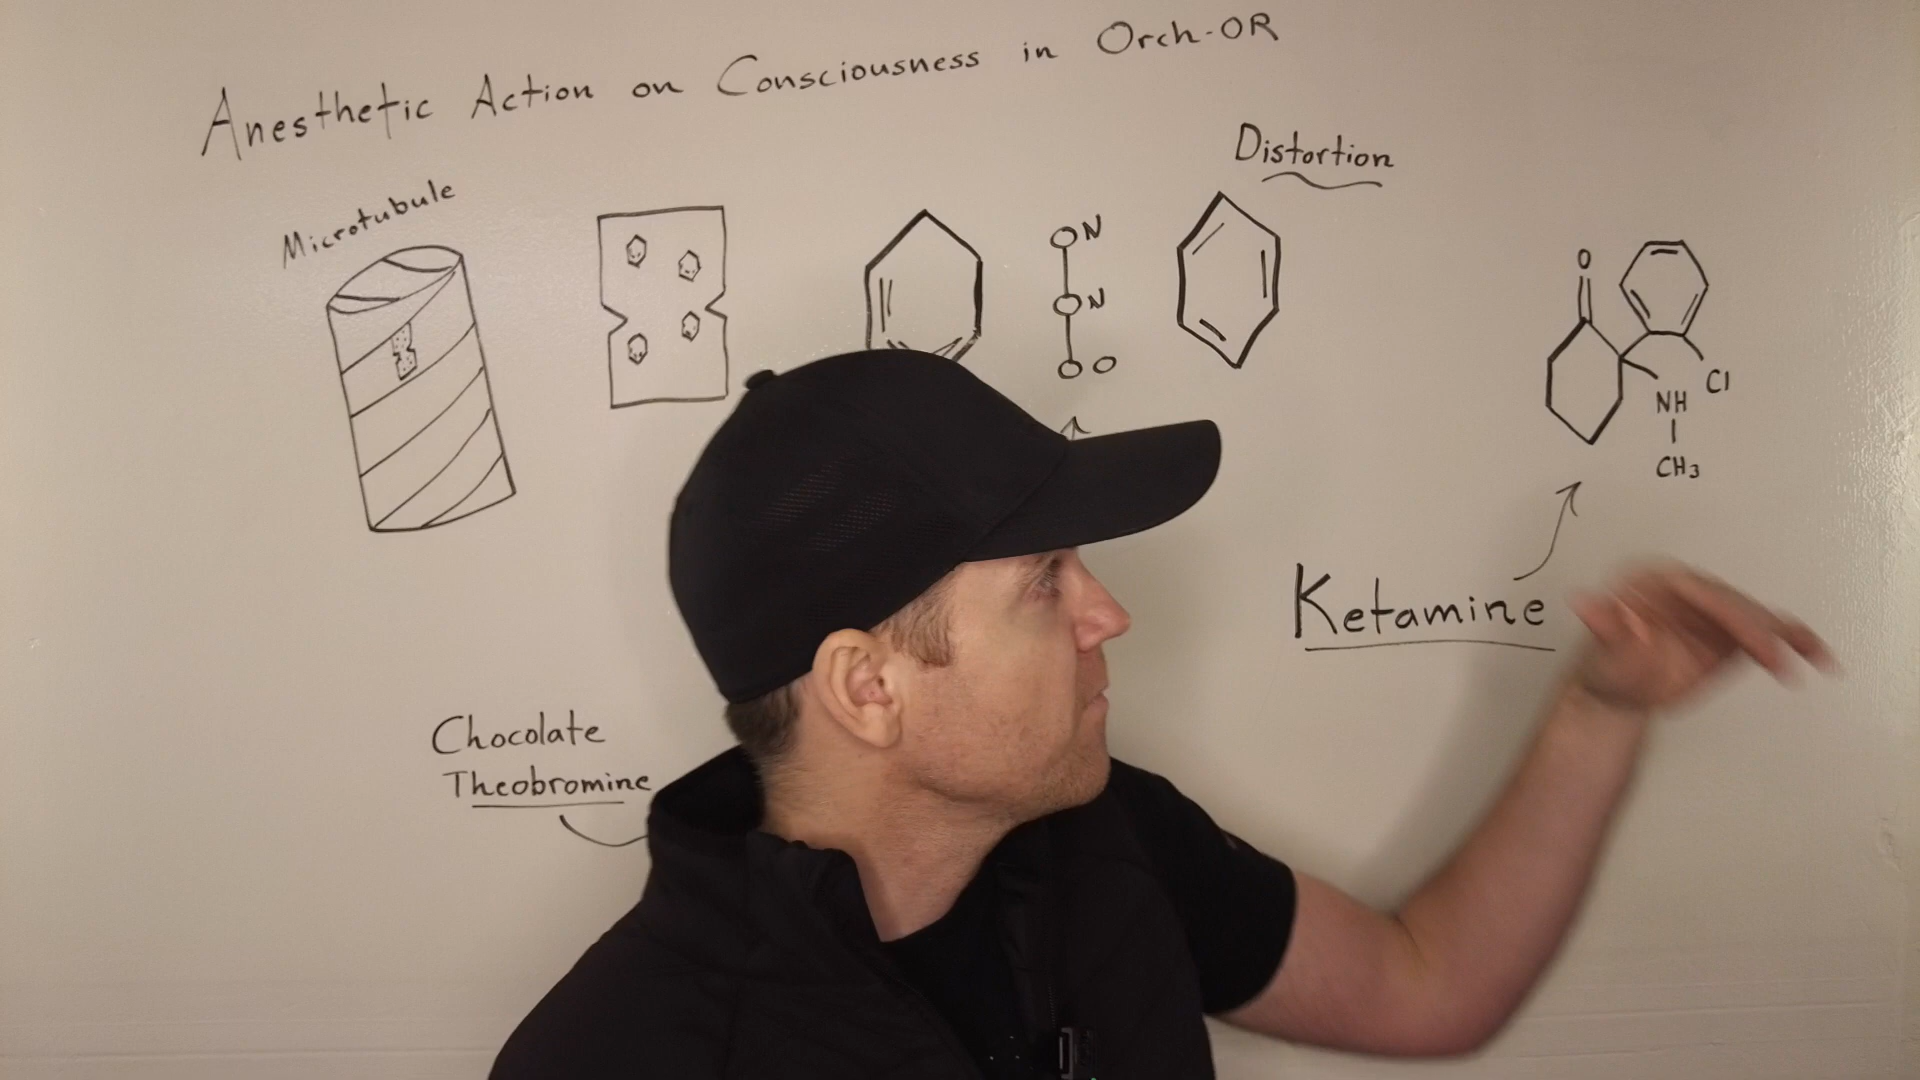 Anesthetic Action on Consciousness in Orch-OR
Microtubule
Distortion
N
N
O
O
Cl
NH
CH3
Ketamine
Chocolate
Theobromine